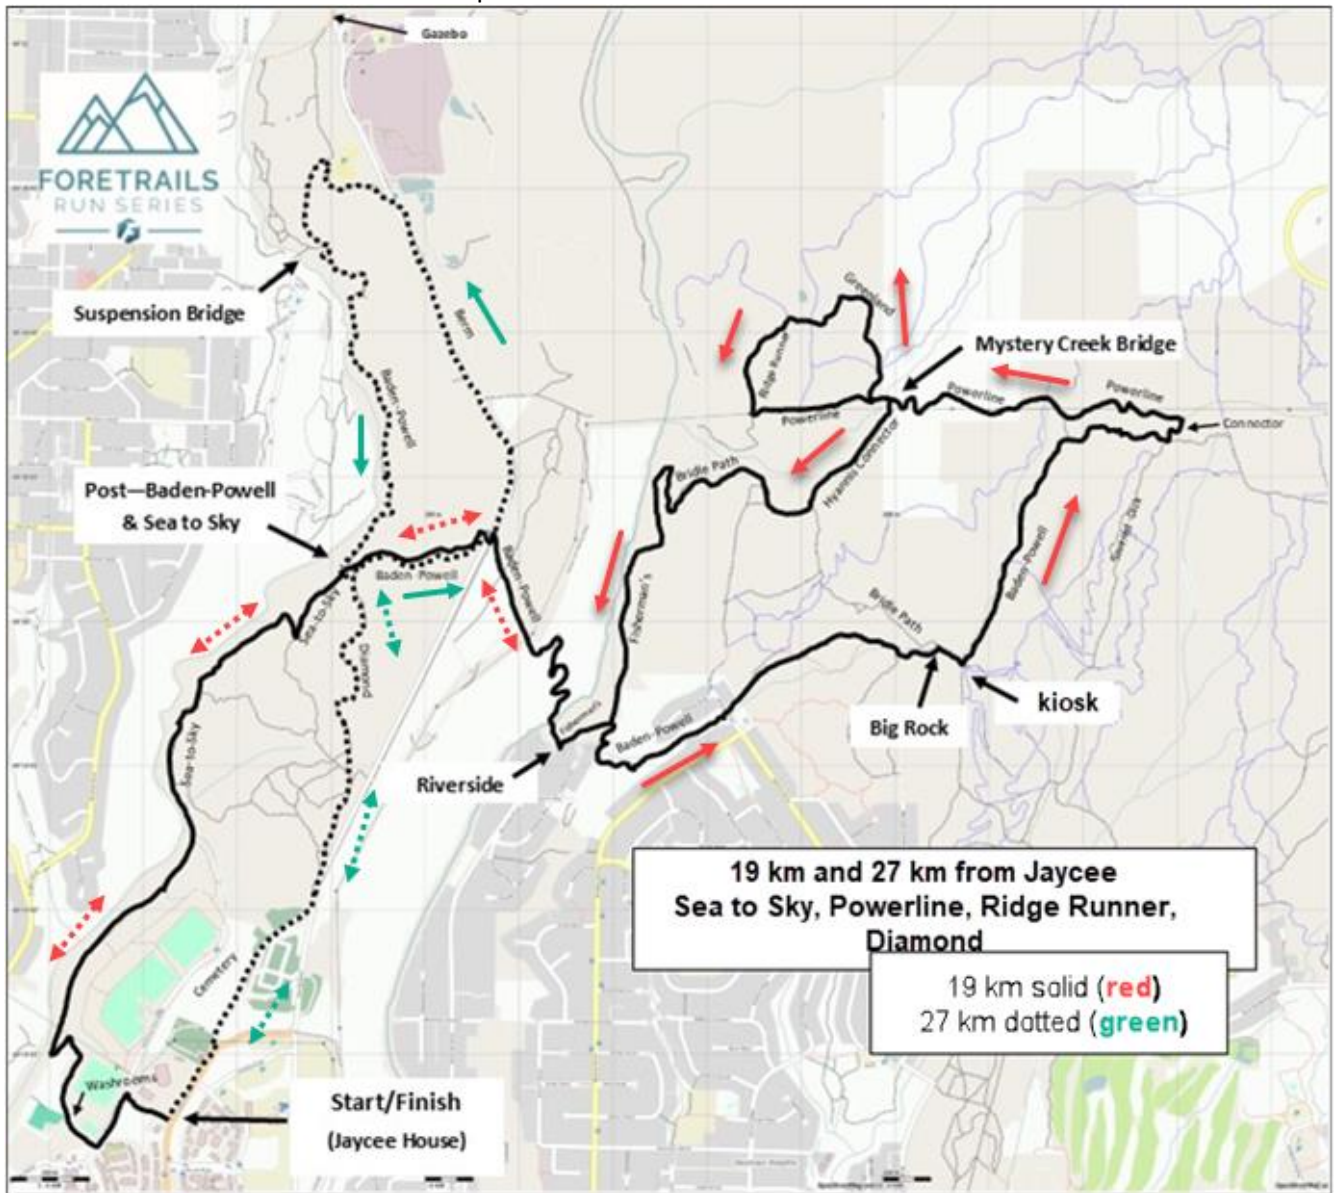 Gazebo
FORETRAILS
RUN SERIES
Suspension Bridge
Berm
Greenland
Ridge Runner
Mystery Creek Bridge
Powerline
Powerline
Powerline
Connector
Baden-Powell
Bridle Path
Hyannis Connector
Post—Baden-Powell
& Sea to Sky
Baden-Powell
Baden-Powell
Sea-to-Sky
Diamond
Fisherman's
Baden-Powell
Bridle Path
Sea-to-Sky
Fisherman's
Baden-Powell
Big Rock
kiosk
Riverside
19 km and 27 km from Jaycee
Sea to Sky, Powerline, Ridge Runner,
Diamond
19 km solid (red)
27 km dotted (green)
Cemetery
Washrooms
Start/Finish
(Jaycee House)